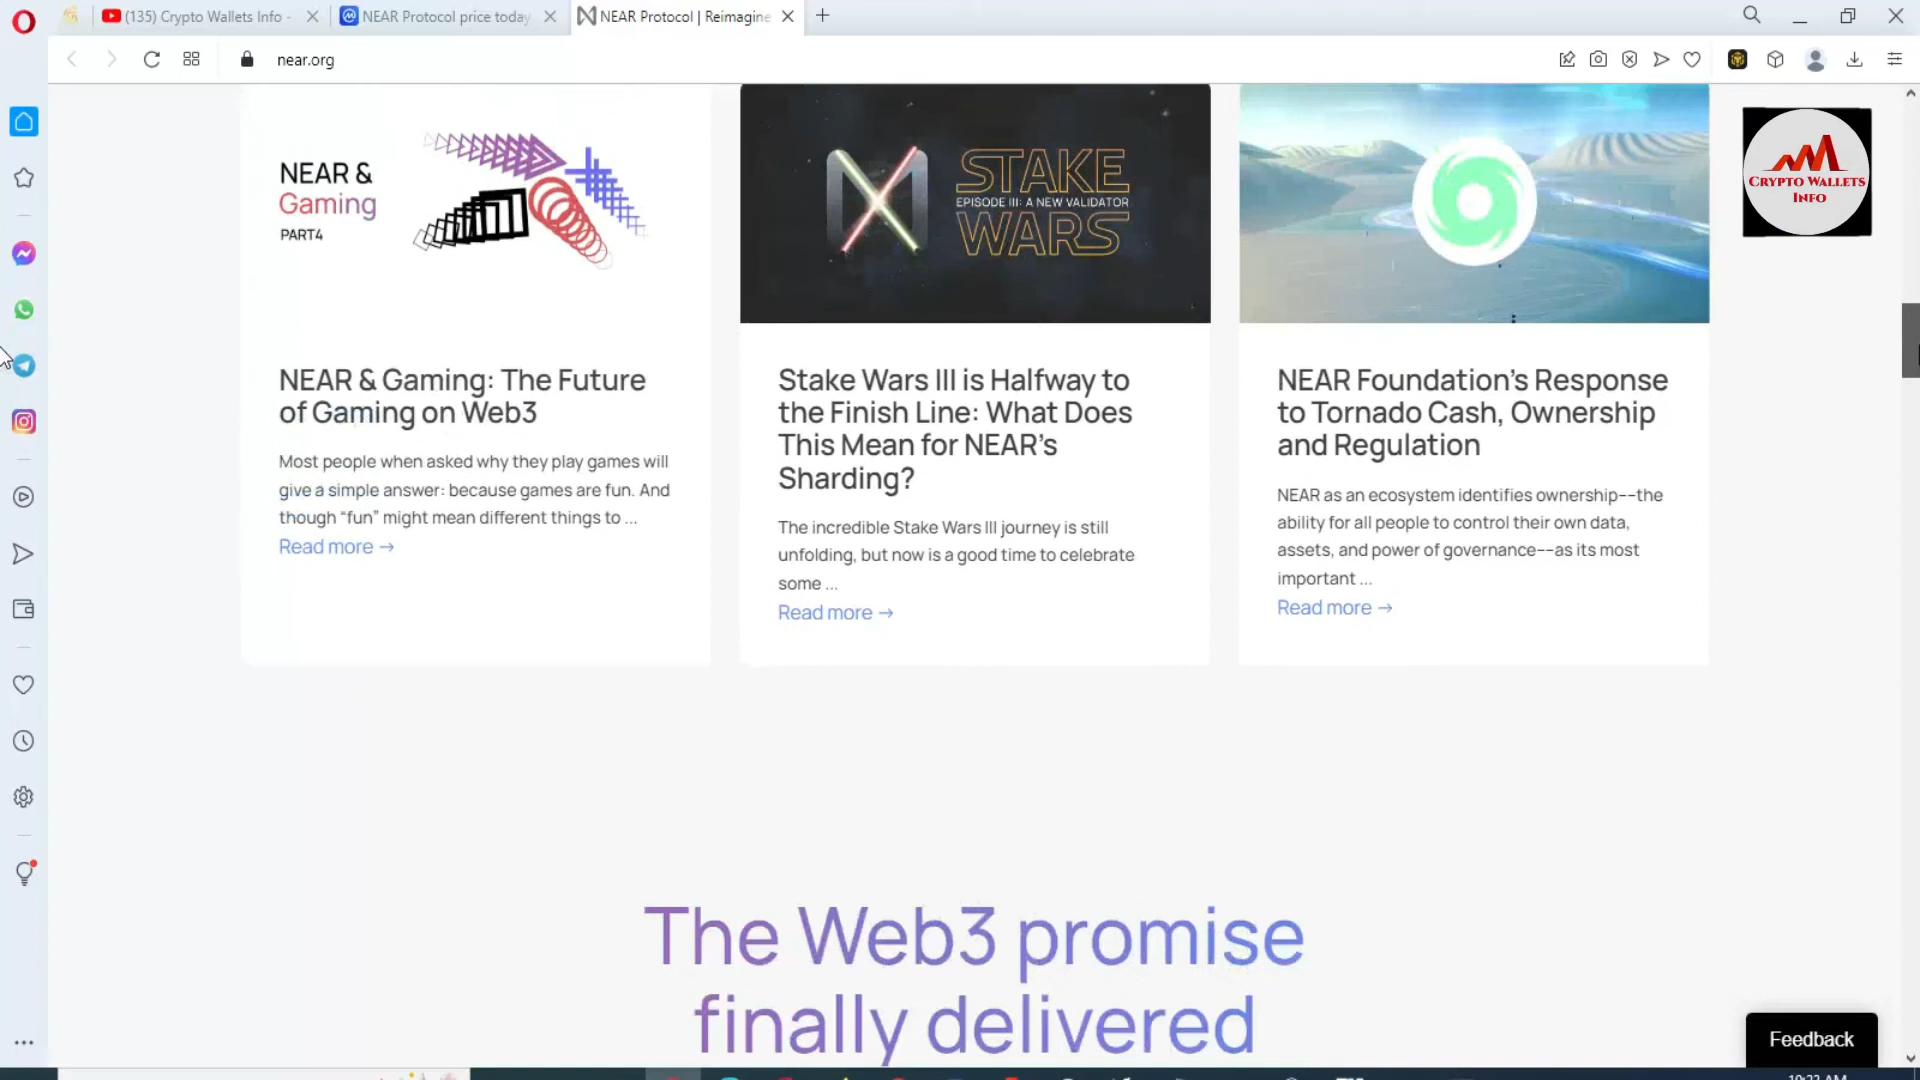 (135) Crypto Wallets Info -
NEAR Protocol price today
NEAR Protocol | Reimagine
near.org
NEAR &
Gaming
PART4
STAKE
EPISODE III: A NEW VALIDATOR
WARS
CRYPTO WALLETS
INFO
NEAR & Gaming: The Future
of Gaming on Web3
Most people when asked why they play games will
give a simple answer: because games are fun. And
though “fun” might mean different things to ...
Read more →
Stake Wars III is Halfway to
the Finish Line: What Does
This Mean for NEAR’s
Sharding?
The incredible Stake Wars III journey is still
unfolding, but now is a good time to celebrate
some ...
Read more →
NEAR Foundation’s Response
to Tornado Cash, Ownership
and Regulation
NEAR as an ecosystem identifies ownership––the
ability for all people to control their own data,
assets, and power of governance––as its most
important ...
Read more →
The Web3 promise
finally delivered
Feedback